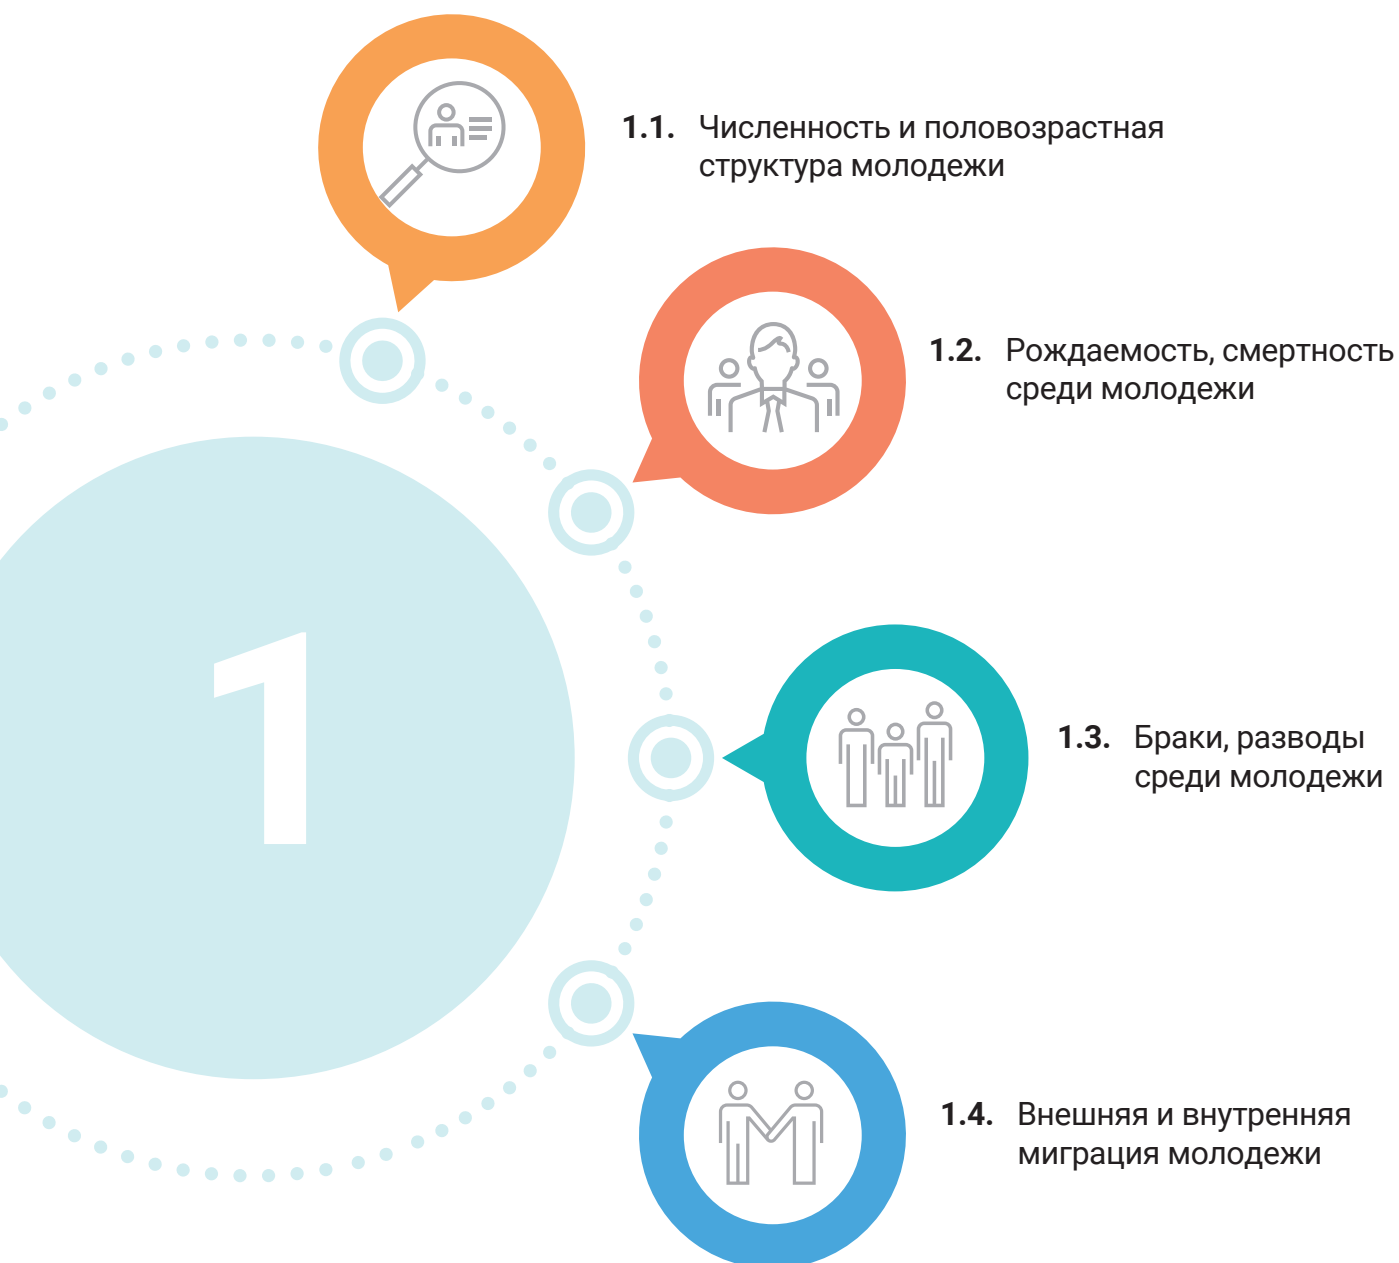 1
1.1. Численность и половозрастная
структура молодежи
1.2. Рождаемость, смертность
среди молодежи
1.3. Браки, разводы
среди молодежи
1.4. Внешняя и внутренняя
миграция молодежи